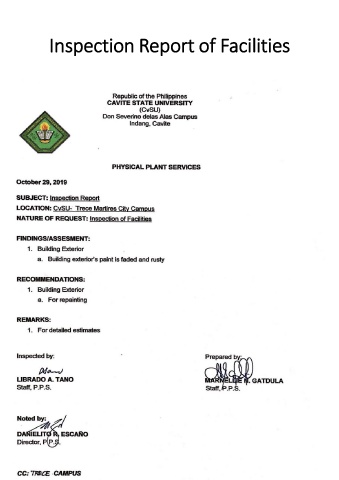 Inspection Report of Facilities
Republic of the Philippines
CAVITE STATE UNIVERSITY
(CvSU)
Don Severino delas Alas Campus
Indang, Cavite
PHYSICAL PLANT SERVICES
October 29, 2019
SUBJECT: Inspection Report
LOCATION: CvSU- Trece Martires City Campus
NATURE OF REQUEST: Inspection of Facilities
FINDINGS/ASSESMENT:
1. Building Exterior
a. Building exterior's paint is faded and rusty
RECOMMENDATIONS:
1. Building Exterior
a. For repainting
REMARKS:
1. For detailed estimates
Inspected by:
LIBRADO A. TANO
Staff, P.P.S.
Prepared by:
MARNELLE R. GATDULA
Staff, P.P.S.
Noted by:
DANIELITO R. ESCAÑO
Director, P.P.S.
CC: TRECE CAMPUS